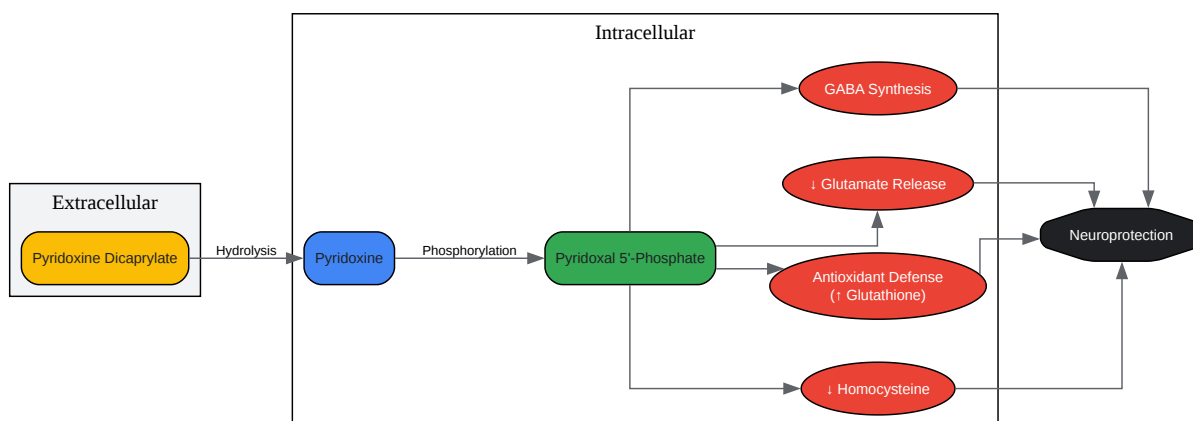 Intracellular
GABA Synthesis
↓ Glutamate Release
Extracellular
Pyridoxine Dicaprylate
Hydrolysis
Pyridoxine
Phosphorylation
Pyridoxal 5'-Phosphate
Antioxidant Defense
(↑ Glutathione)
Neuroprotection
↓ Homocysteine